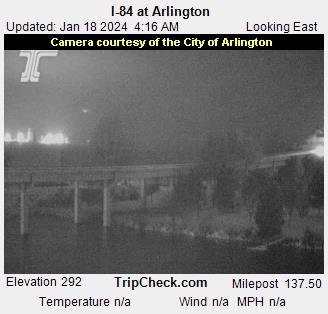 I-84 at Arlington
Updated: Jan 18 2024 4:16 AM Looking East
Camera courtesy of the City of Arlington
Elevation 292 TripCheck.com Milepost 137.50
Temperature n/a Wind n/a MPH n/a